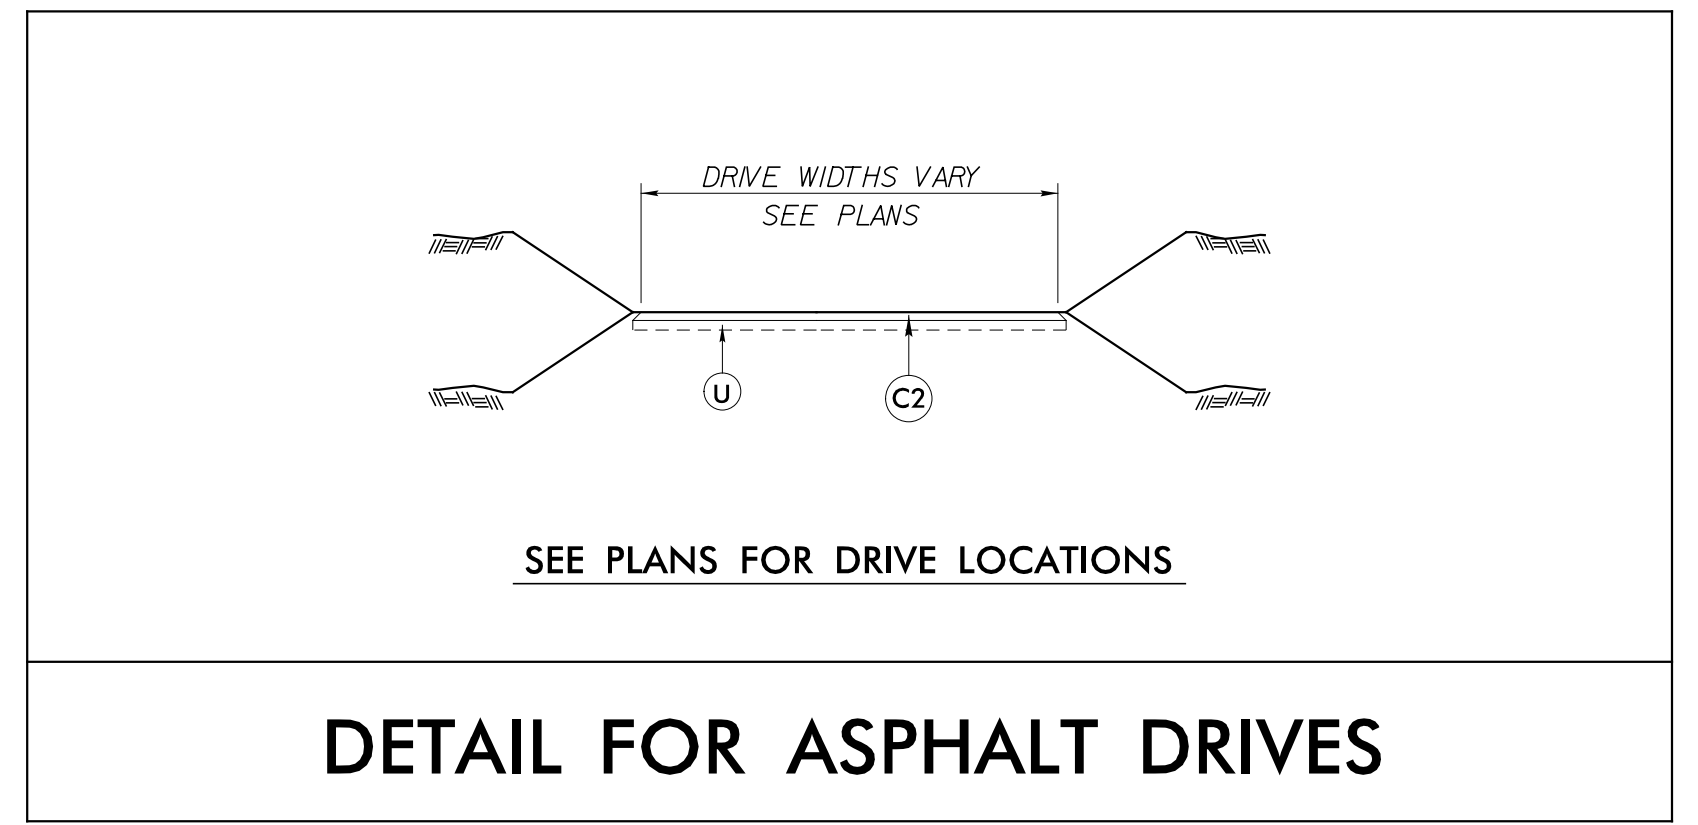 DRIVE WIDTHS VARY
SEE PLANS
U
C2
SEE PLANS FOR DRIVE LOCATIONS
DETAIL FOR ASPHALT DRIVES